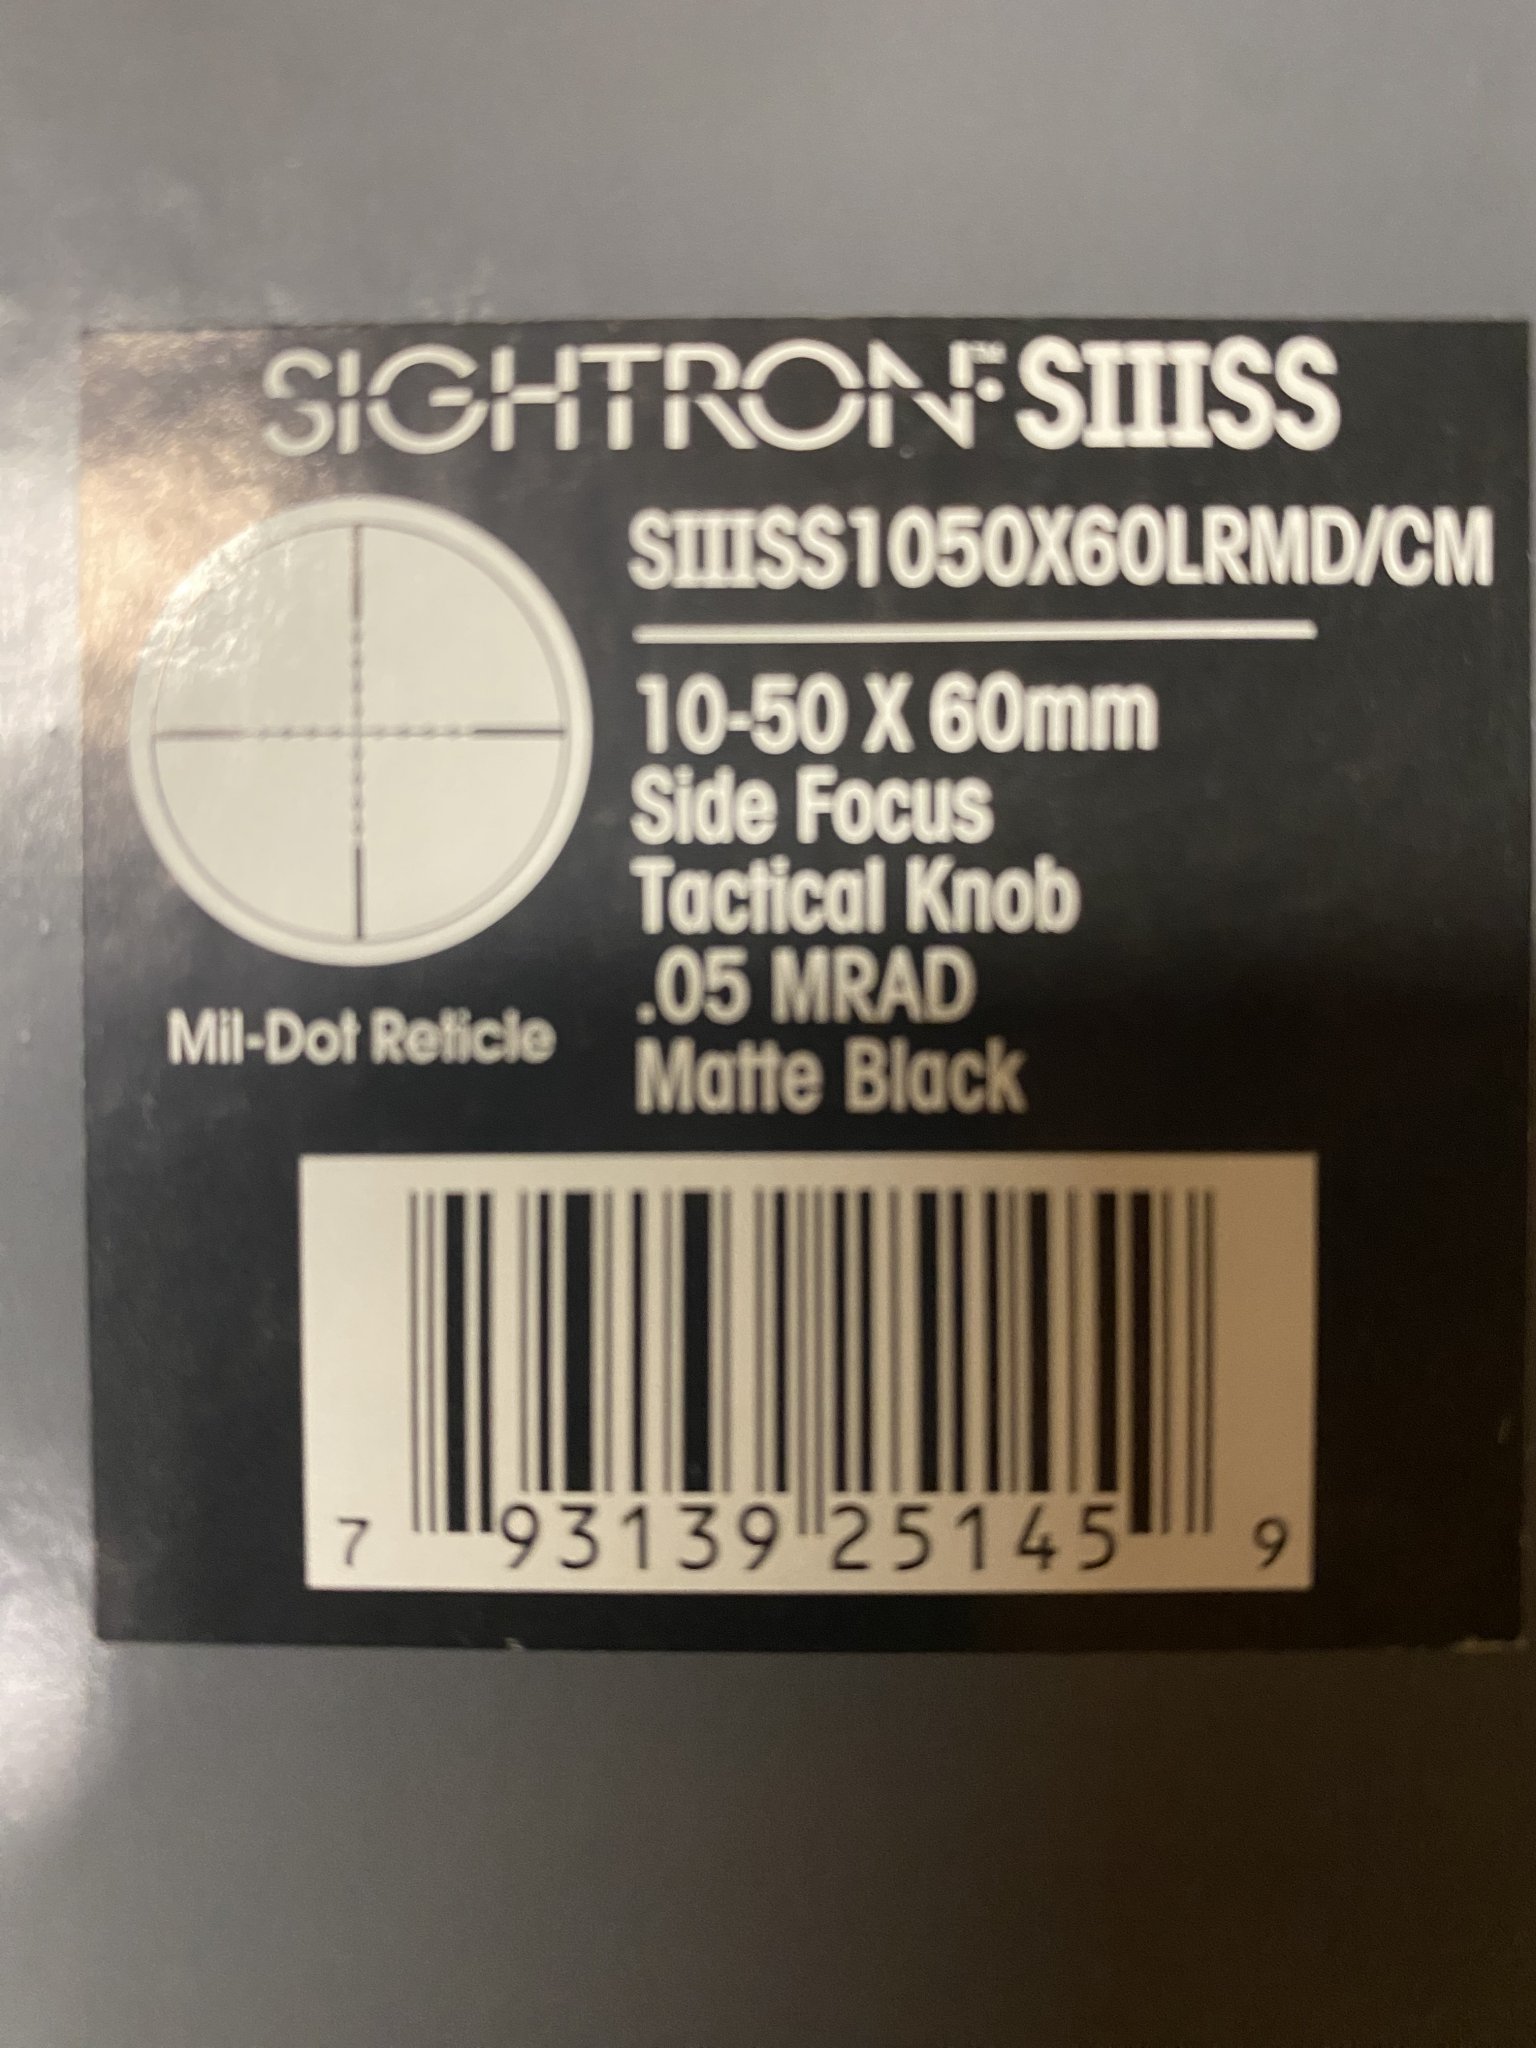 SIGHTRON™ SIIISS
SIIISS1050X60LRMD/CM
10-50 X 60mm
Side Focus
Tactical Knob
.05 MRAD
Matte Black
Mil-Dot Reticle
7 93139 25145 9